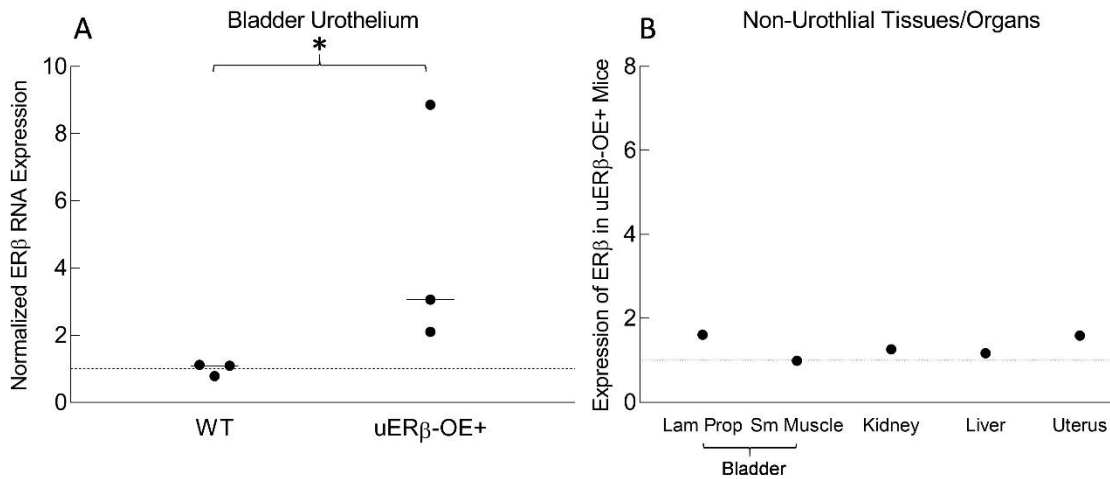 A
Bladder Urothelium
*
Normalized ERβ RNA Expression
10
8
6
4
2
0
WT
uERβ-OE+
B
Non-Urothlial Tissues/Organs
Expression of ERβ in uERβ-OE+ Mice
8
6
4
2
0
Lam Prop
Sm Muscle
Kidney
Liver
Uterus
Bladder